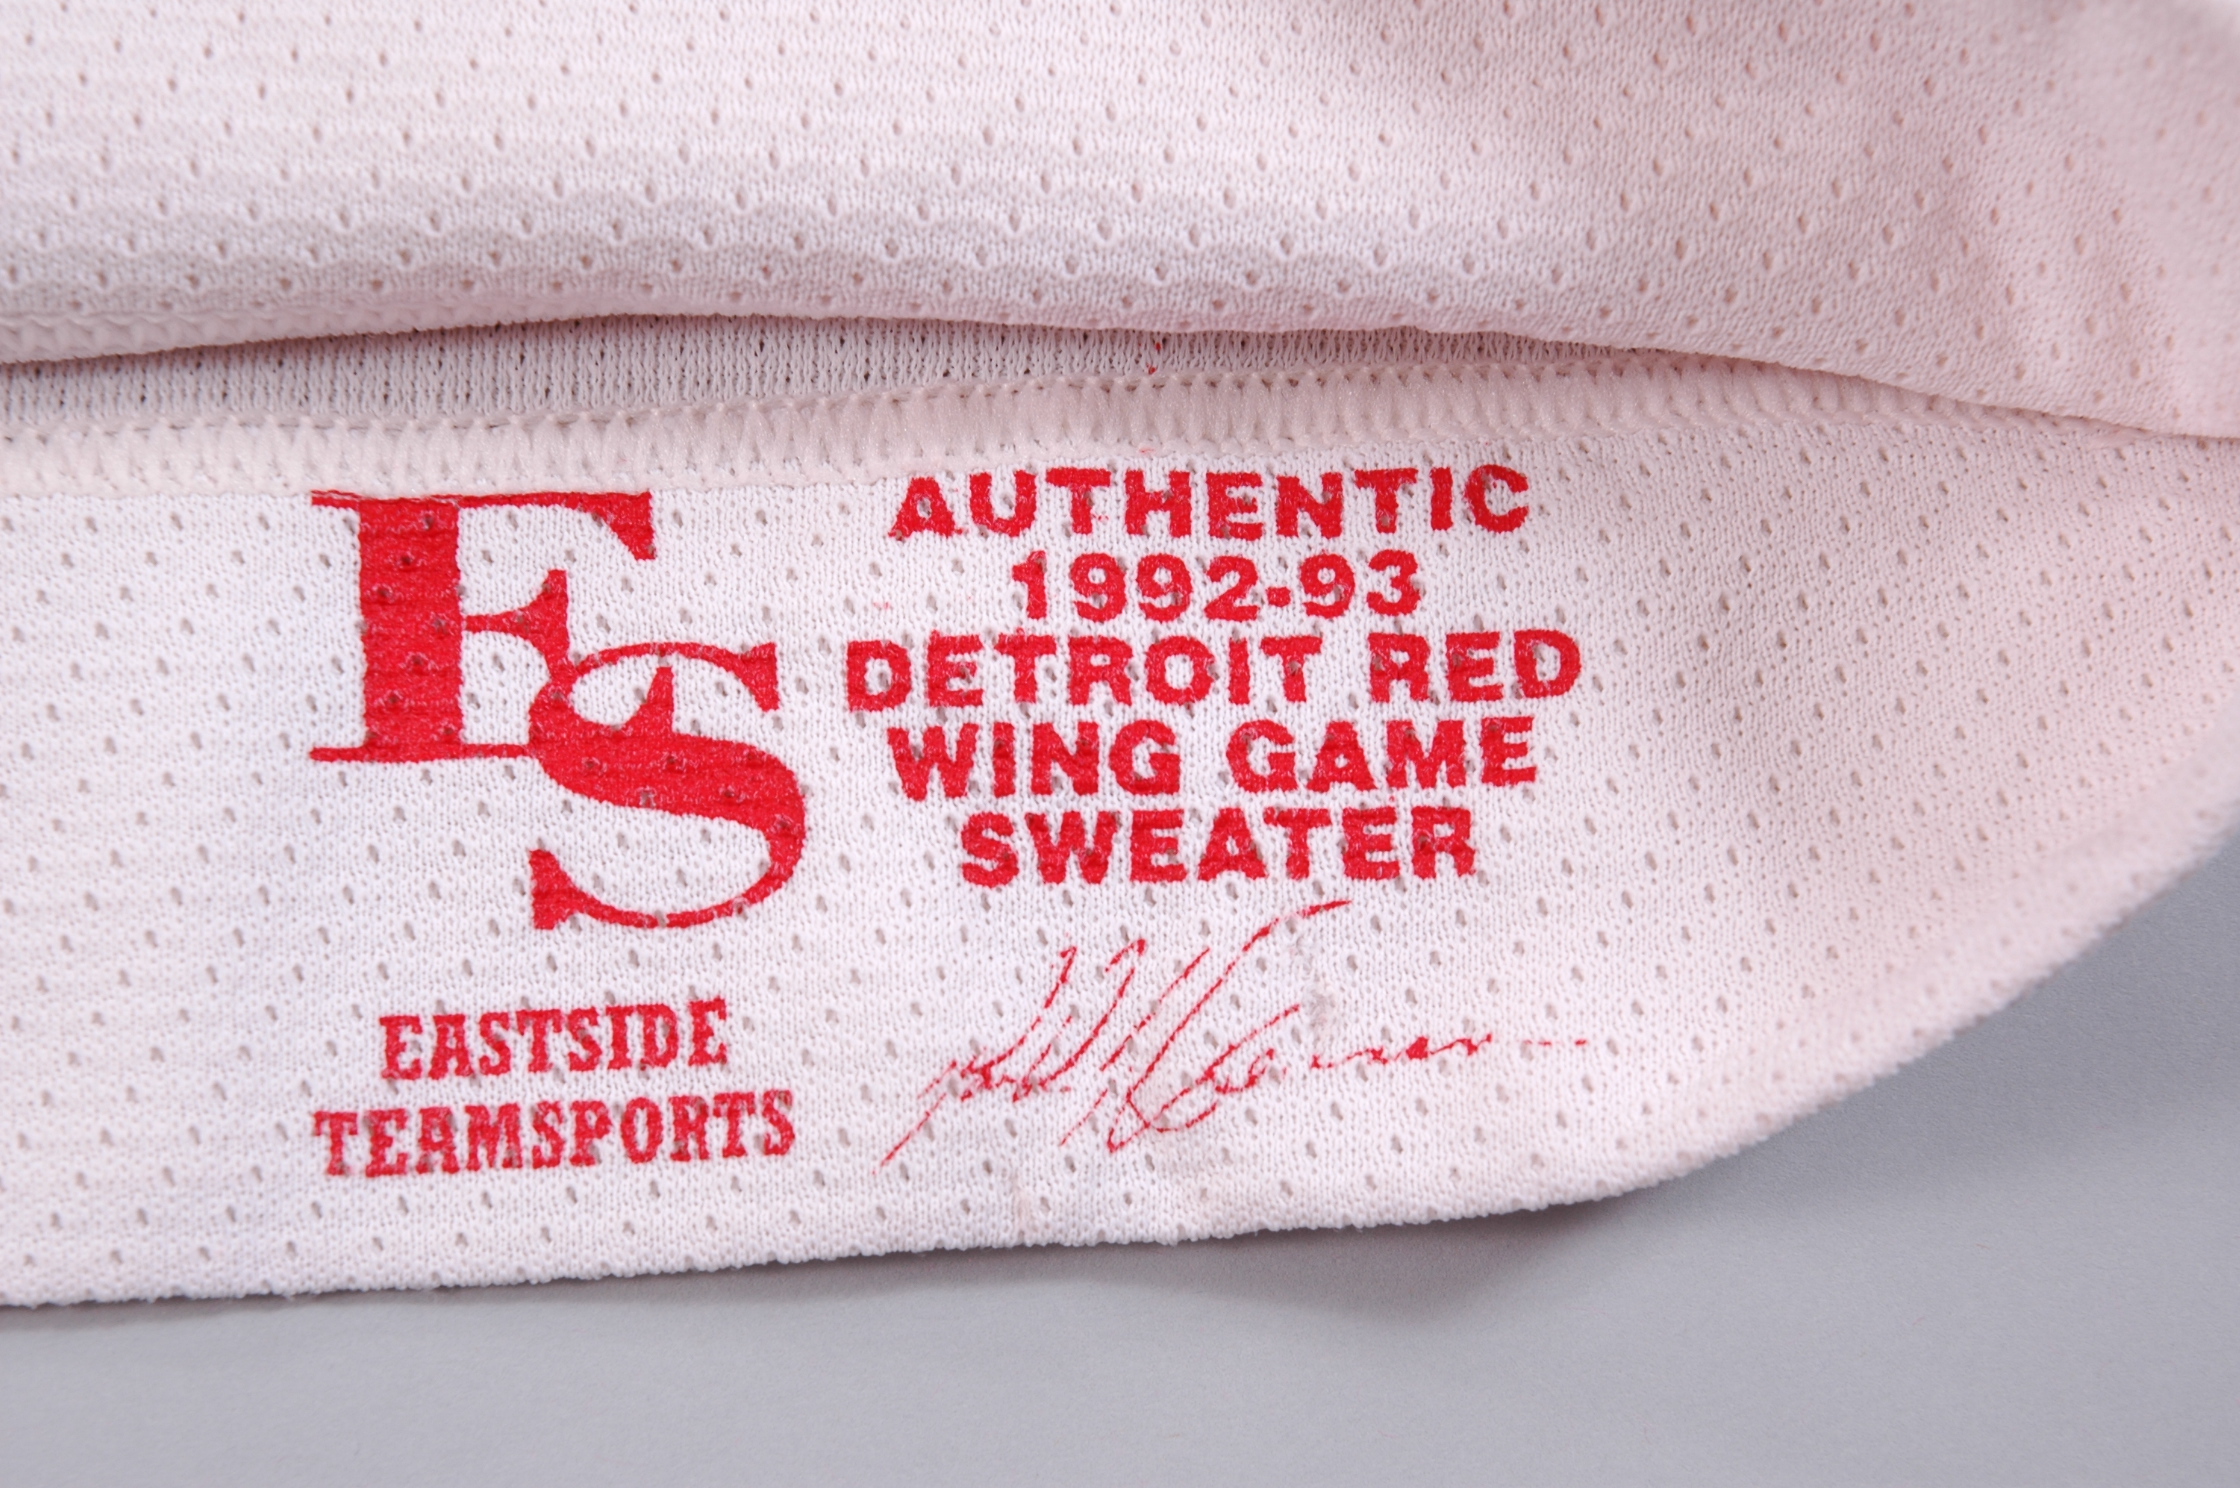 ES
EASTSIDE
TEAMSPORTS
AUTHENTIC
1992-93
DETROIT RED
WING GAME
SWEATER